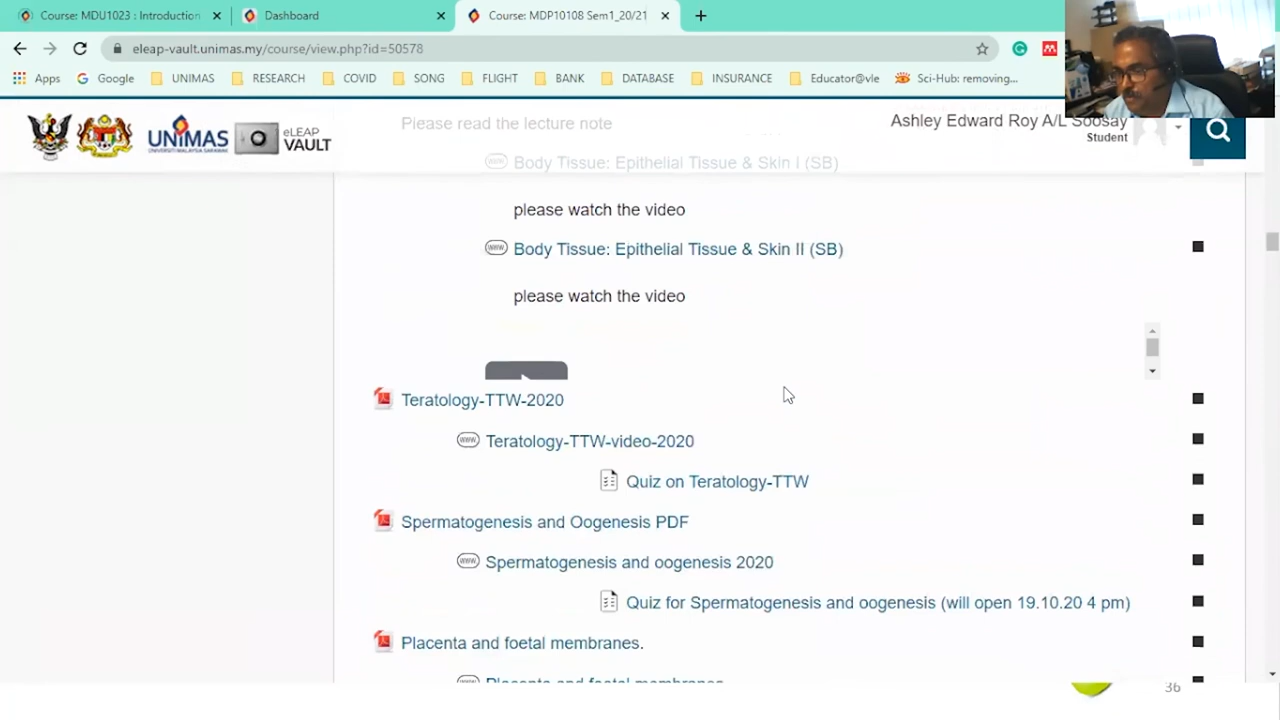 Course: MDU1023 : Introduction
Dashboard
Course: MDP10108 Sem1_20/21
eleap-vault.unimas.my/course/view.php?id=50578
Apps Google UNIMAS RESEARCH COVID SONG FLIGHT BANK DATABASE INSURANCE Educator@vle Sci-Hub: removing...
UNIMAS
eLEAP
VAULT
Please read the lecture note
Ashley Edward Roy A/L Soosay
Student
Body Tissue: Epithelial Tissue & Skin I (SB)
please watch the video
Body Tissue: Epithelial Tissue & Skin II (SB)
please watch the video
Teratology-TTW-2020
Teratology-TTW-video-2020
Quiz on Teratology-TTW
Spermatogenesis and Oogenesis PDF
Spermatogenesis and oogenesis 2020
Quiz for Spermatogenesis and oogenesis (will open 19.10.20 4 pm)
Placenta and foetal membranes.
Placenta and foetal membranes
36